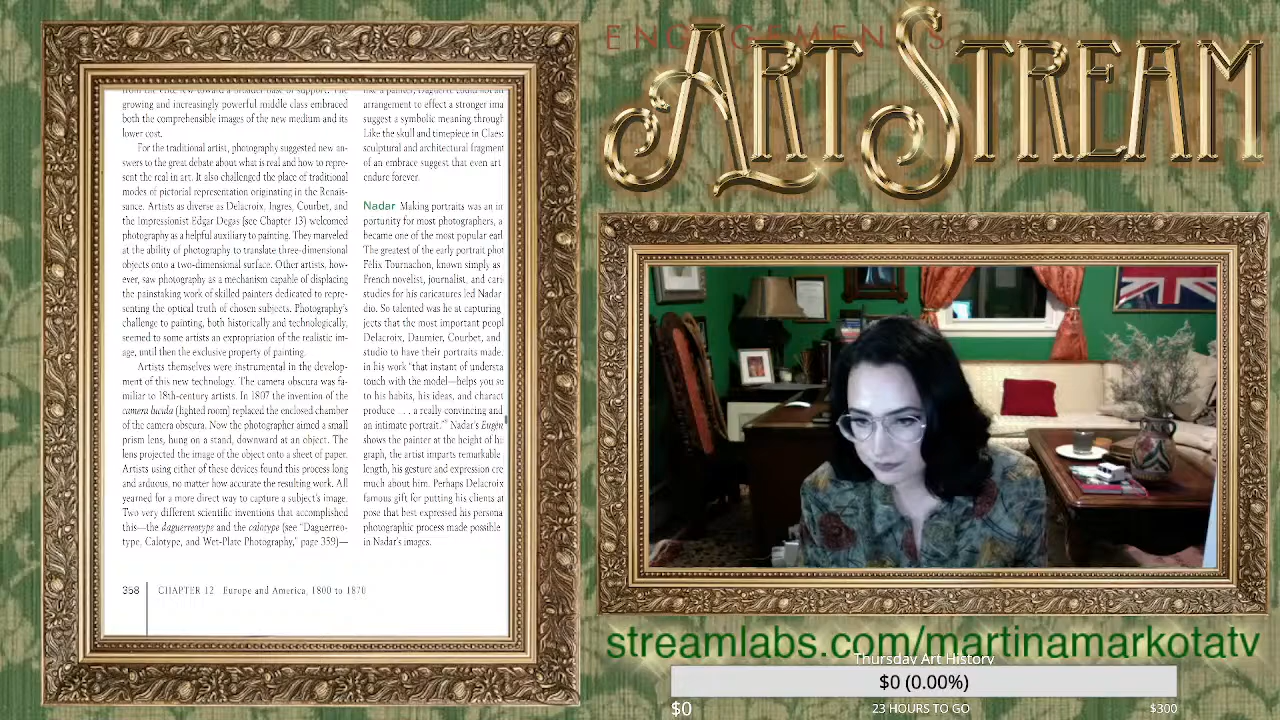 growing and increasingly powerful middle class embraced
both the comprehensible images of the new medium and its
lower cost.
For the traditional artist, photography suggested new an-
swers to the great debate about what is real and how to repre-
sent the real in art. It also challenged the place of traditional
modes of pictorial representation originating in the Renais-
sance. Artists as diverse as Delacroix, Ingres, Courbet, and
the Impressionist Edgar Degas (see Chapter 13) welcomed
photography as a helpful auxiliary to painting. They marveled
at the ability of photography to translate three-dimensional
objects onto a two-dimensional surface. Other artists, how-
ever, saw photography as a mechanism capable of displacing
the painstaking work of skilled painters dedicated to repre-
senting the optical truth of chosen subjects. Photography's
challenge to painting, both historically and technologically,
seemed to some artists an expropriation of the realistic im-
age, until then the exclusive property of painting.
Artists themselves were instrumental in the develop-
ment of this new technology. The camera obscura was fa-
miliar to 18th-century artists. In 1807 the invention of the
camera lucida (lighted room) replaced the enclosed chamber
of the camera obscura. Now the photographer aimed a small
prism lens, hung on a stand, downward at an object. The
lens projected the image of the object onto a sheet of paper.
Artists using either of these devices found this process long
and arduous, no matter how accurate the resulting work. All
yearned for a more direct way to capture a subject's image.
Two very different scientific inventions that accomplished
this—the daguerreotype and the calotype (see "Daguerreo-
type, Calotype, and Wet-Plate Photography," page 359)—
arrangement to effect a stronger ima
suggest a symbolic meaning through
Like the skull and timepiece in Claesz
sculptural and architectural fragment
of an embrace suggest that even art
endure forever.
Nadar Making portraits was an im
portunity for most photographers, a
became one of the most popular earl
The greatest of the early portrait phot
Félix Tournachon, known simply as
French novelist, journalist, and cari
studies for his caricatures led Nadar
dio. So talented was he at capturing
jects that the most important peopl
Delacroix, Daumier, Courbet, and
studio to have their portraits made.
in his work "that instant of understa
touch with the model—helps you su
to his habits, his ideas, and charact
produce . . . a really convincing and
an intimate portrait." Nadar's Eugèn
shows the painter at the height of hi
graph, the artist imparts remarkable
length, his gesture and expression cre
mood. Perhaps Delacroix
famous gift for putting his clients at
pose that best expressed his persona
photographic process made possible
in Nadar's images.
358 CHAPTER 12 Europe and America, 1800 to 1870
ENGAGEMENTS
ART STREAM
streamlabs.com/martinamarkotatv
Thursday Art History
$0 (0.00%)
$0 23 HOURS TO GO $300